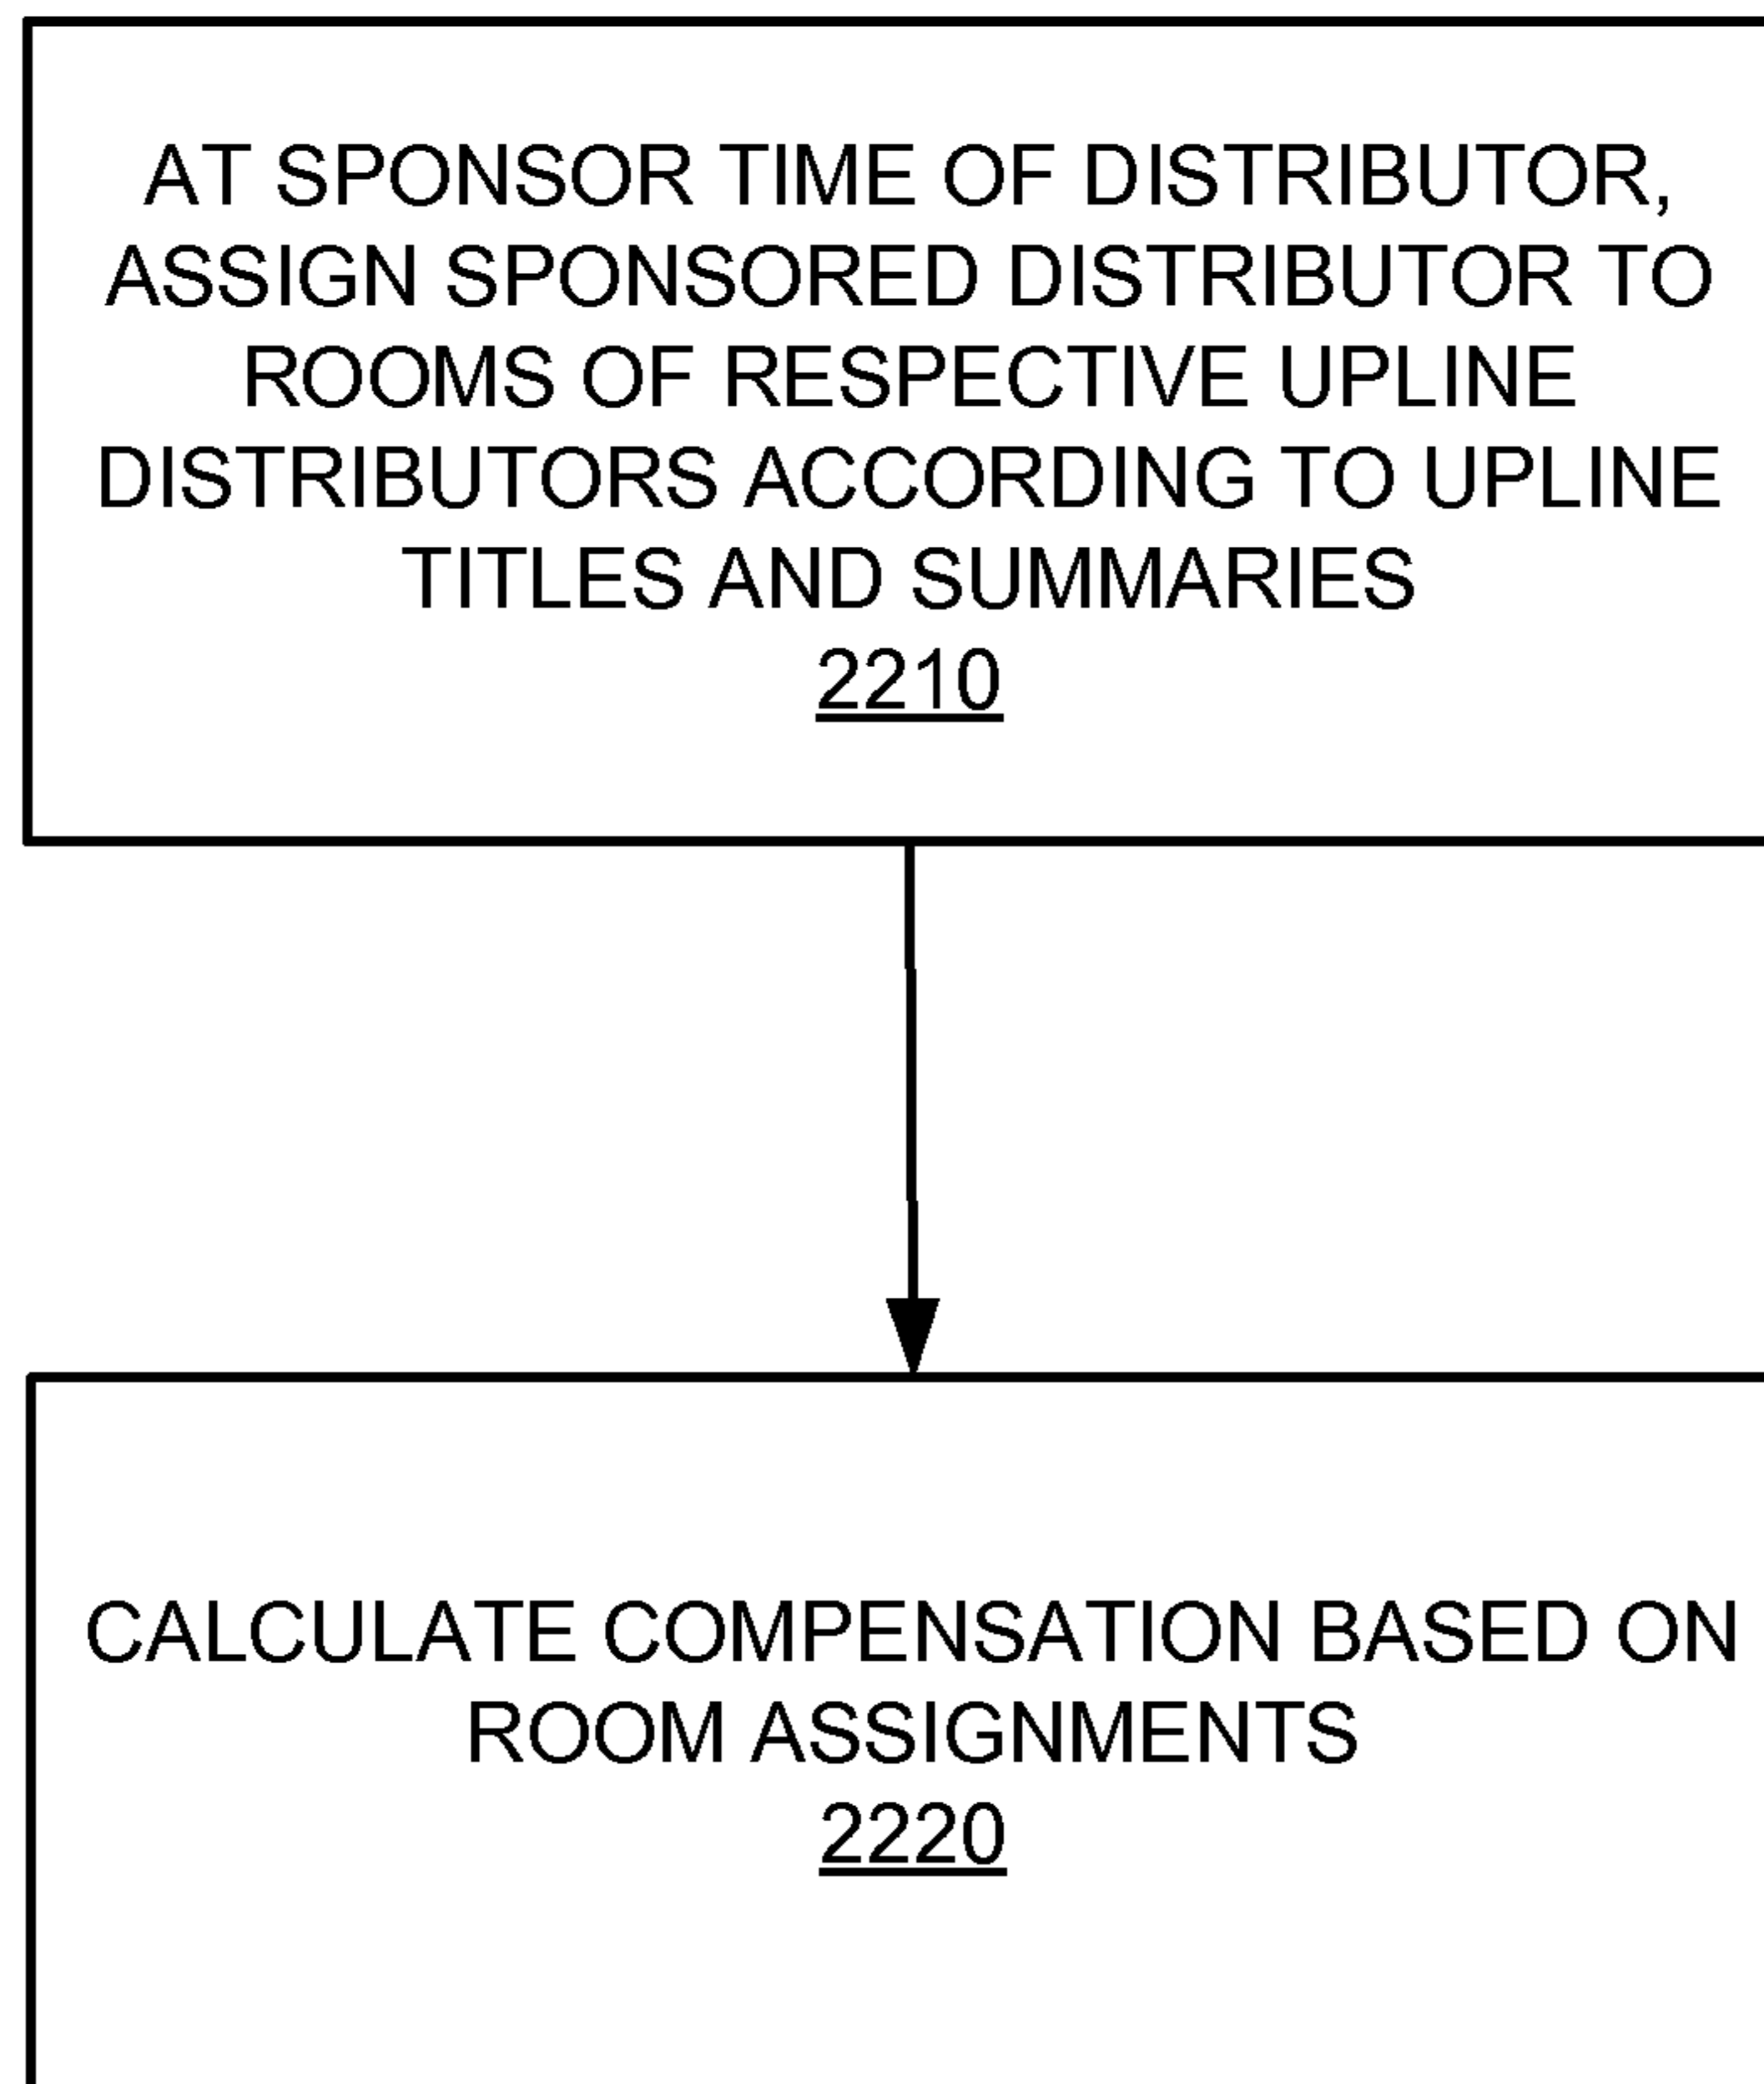 AT SPONSOR TIME OF DISTRIBUTOR,
ASSIGN SPONSORED DISTRIBUTOR TO
ROOMS OF RESPECTIVE UPLINE
DISTRIBUTORS ACCORDING TO UPLINE
TITLES AND SUMMARIES
2210
CALCULATE COMPENSATION BASED ON
ROOM ASSIGNMENTS
2220